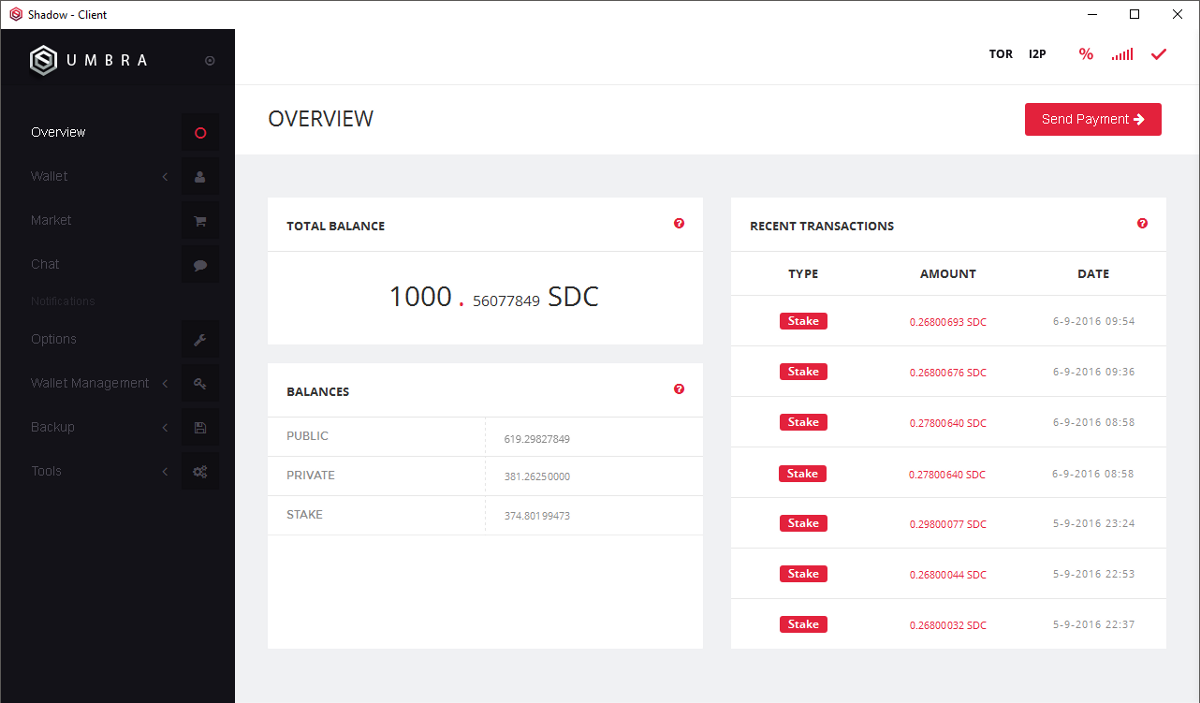 Shadow - Client
UMBRA
TOR I2P %
Overview
Wallet
Market
Chat
Notifications
Options
Wallet Management
Backup
Tools
OVERVIEW
Send Payment
TOTAL BALANCE ?
1000 . 56077849 SDC
BALANCES ?
PUBLIC 619.29827849
PRIVATE 381.26250000
STAKE 374.80199473
RECENT TRANSACTIONS ?
TYPE AMOUNT DATE
Stake 0.26800693 SDC 6-9-2016 09:54
Stake 0.26800676 SDC 6-9-2016 09:36
Stake 0.27800640 SDC 6-9-2016 08:58
Stake 0.27800640 SDC 6-9-2016 08:58
Stake 0.29800077 SDC 5-9-2016 23:24
Stake 0.26800044 SDC 5-9-2016 22:53
Stake 0.26800032 SDC 5-9-2016 22:37